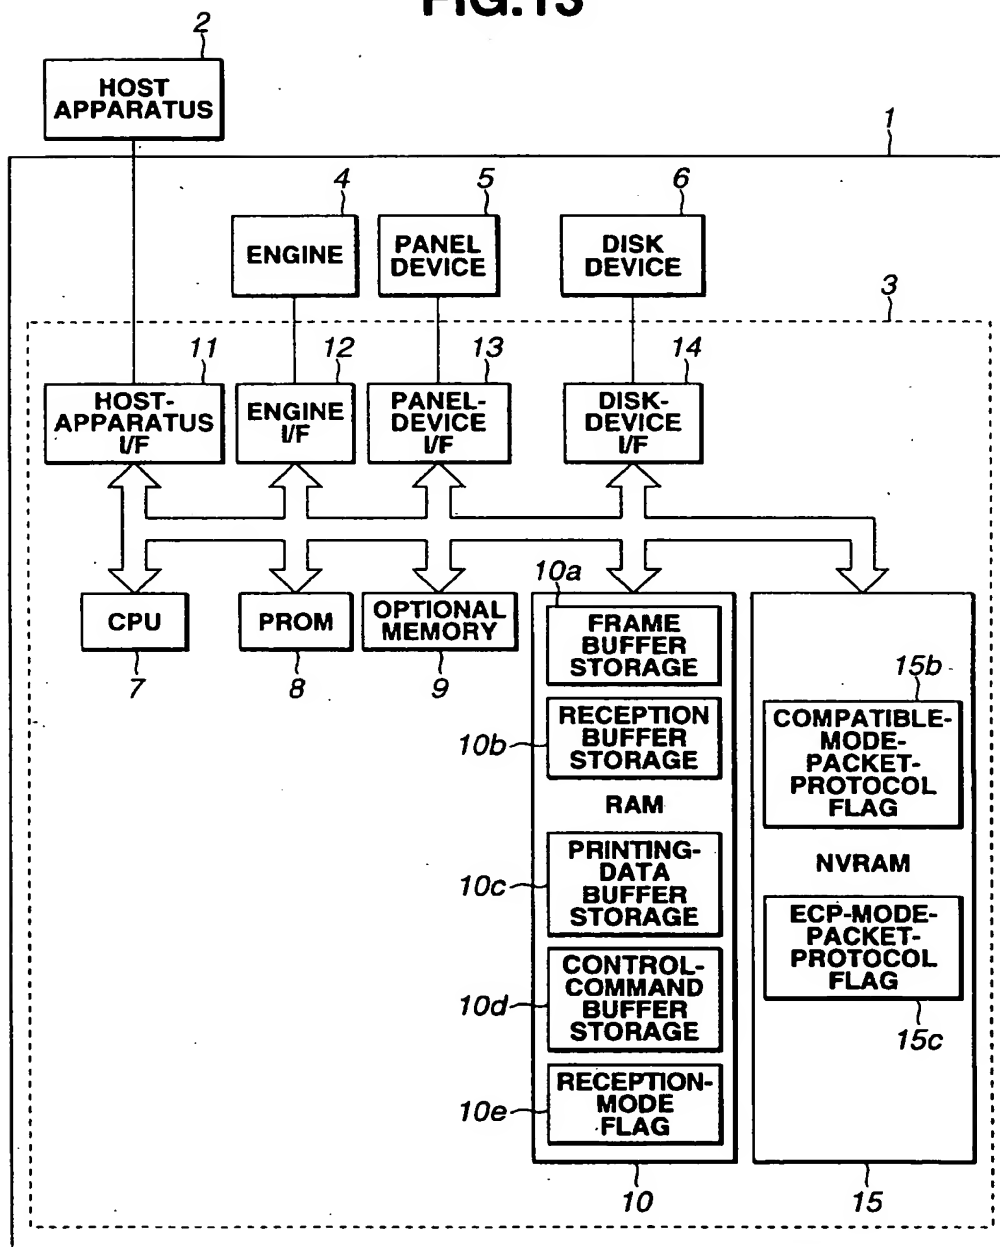 FIG.13
2
HOST
APPARATUS
1
4
5
6
ENGINE
PANEL
DEVICE
DISK
DEVICE
3
11
12
13
14
HOST-
APPARATUS
I/F
ENGINE
I/F
PANEL-
DEVICE
I/F
DISK-
DEVICE
I/F
CPU
7
PROM
8
OPTIONAL
MEMORY
9
10a
FRAME
BUFFER
STORAGE
10b
RECEPTION
BUFFER
STORAGE
RAM
10c
PRINTING-
DATA
BUFFER
STORAGE
10d
CONTROL-
COMMAND
BUFFER
STORAGE
10e
RECEPTION-
MODE
FLAG
10
15b
COMPATIBLE-
MODE-
PACKET-
PROTOCOL
FLAG
NVRAM
ECP-MODE-
PACKET-
PROTOCOL
FLAG
15c
15